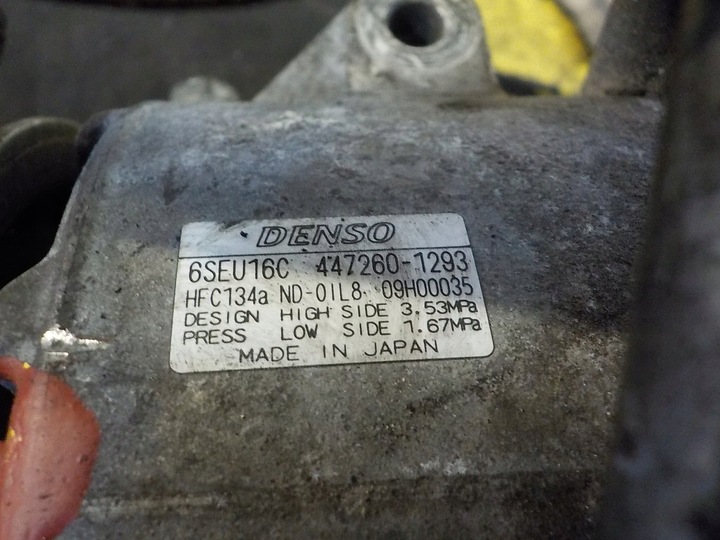 DENSO
6SEU16C 447260-1293
HFC134a ND-OIL8 09H00035
DESIGN HIGH SIDE 3.53MPa
PRESS LOW SIDE 1.67MPa
MADE IN JAPAN